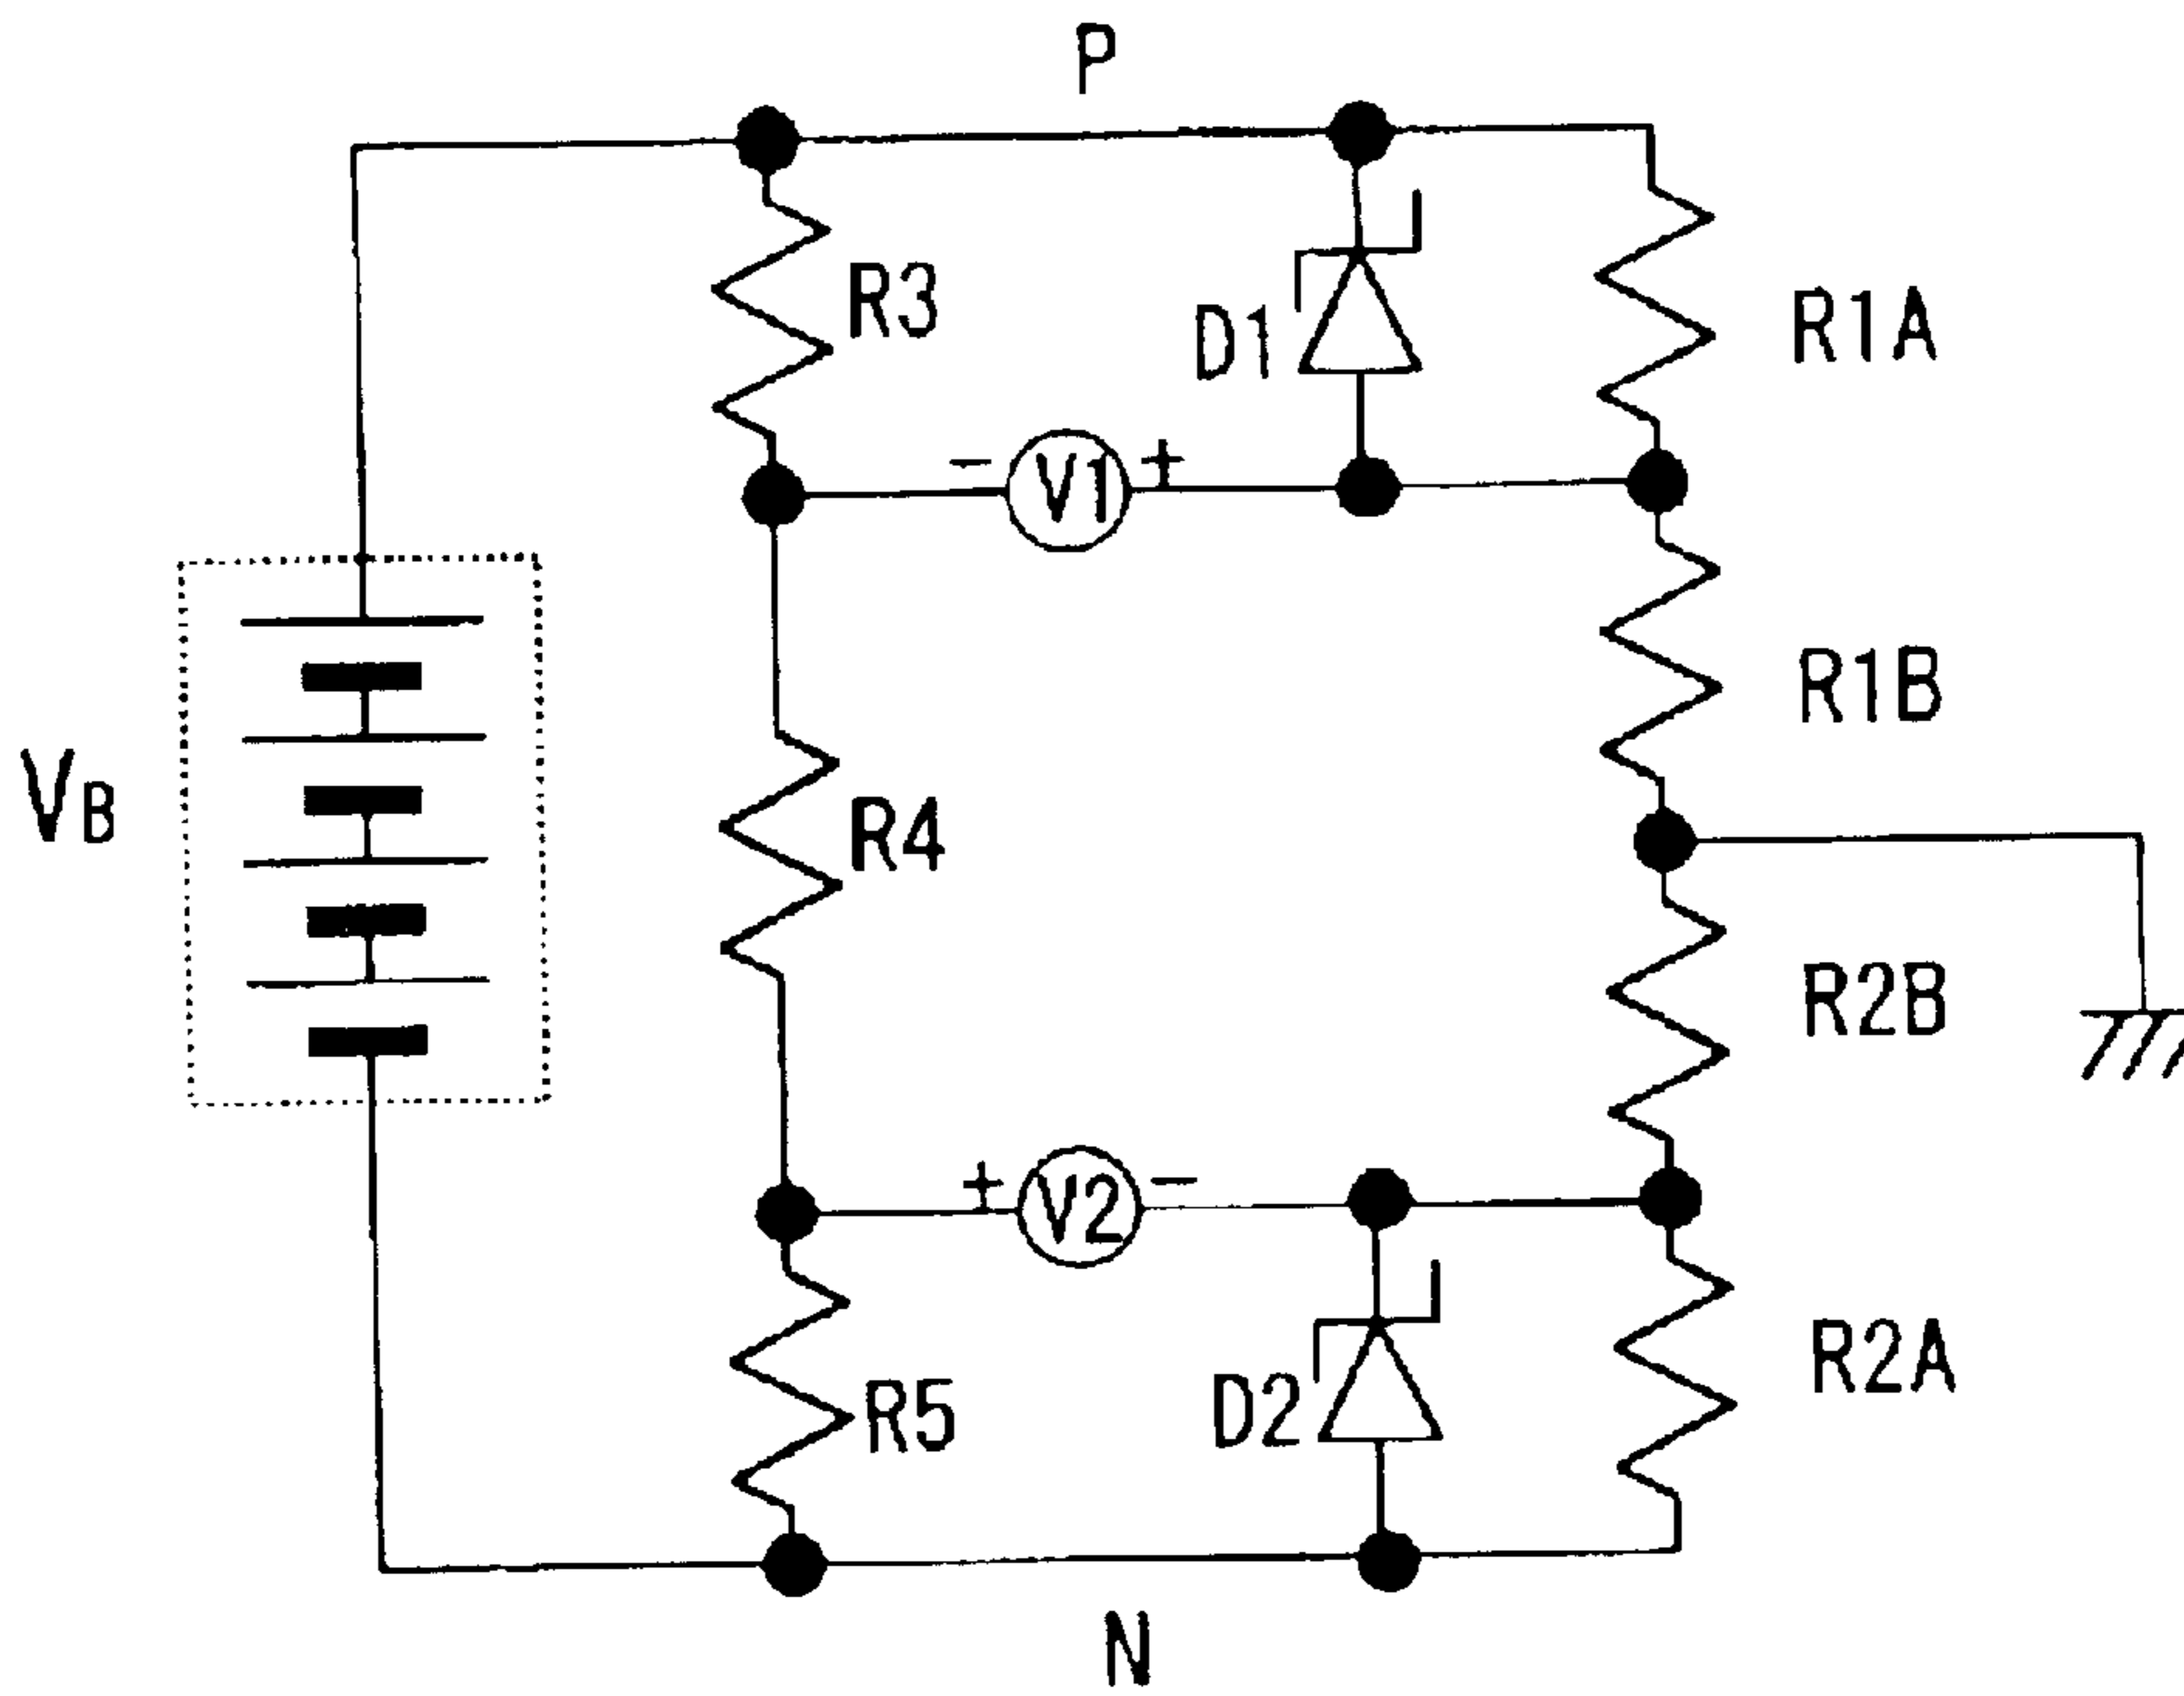 P
R3
D1
R1A
- V1 +
R1B
VB
R4
R2B
+ V2 -
R5
D2
R2A
N